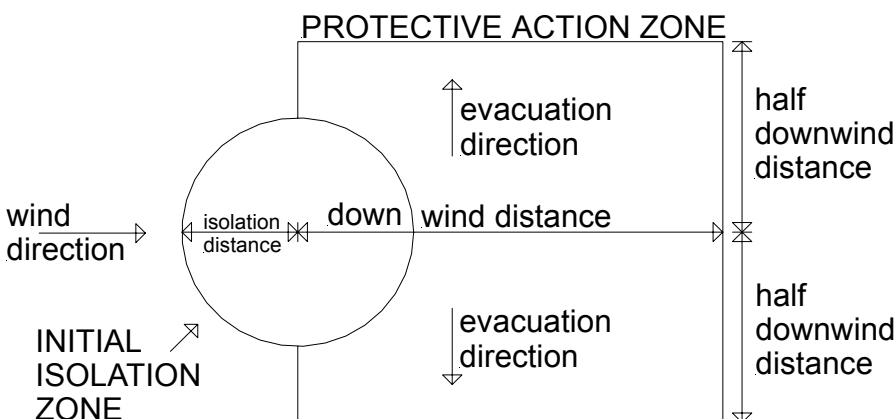 PROTECTIVE ACTION ZONE
evacuation
direction
half
downwind
distance
wind
direction
isolation
distance
down wind distance
evacuation
direction
half
downwind
distance
INITIAL
ISOLATION
ZONE